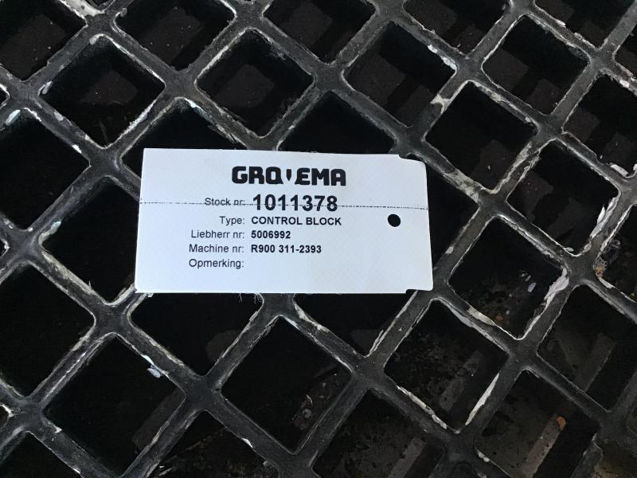 GROVEMA
Stock nr: 1011378
Type: CONTROL BLOCK
Liebherr nr: 5006992
Machine nr: R900 311-2393
Opmerking: